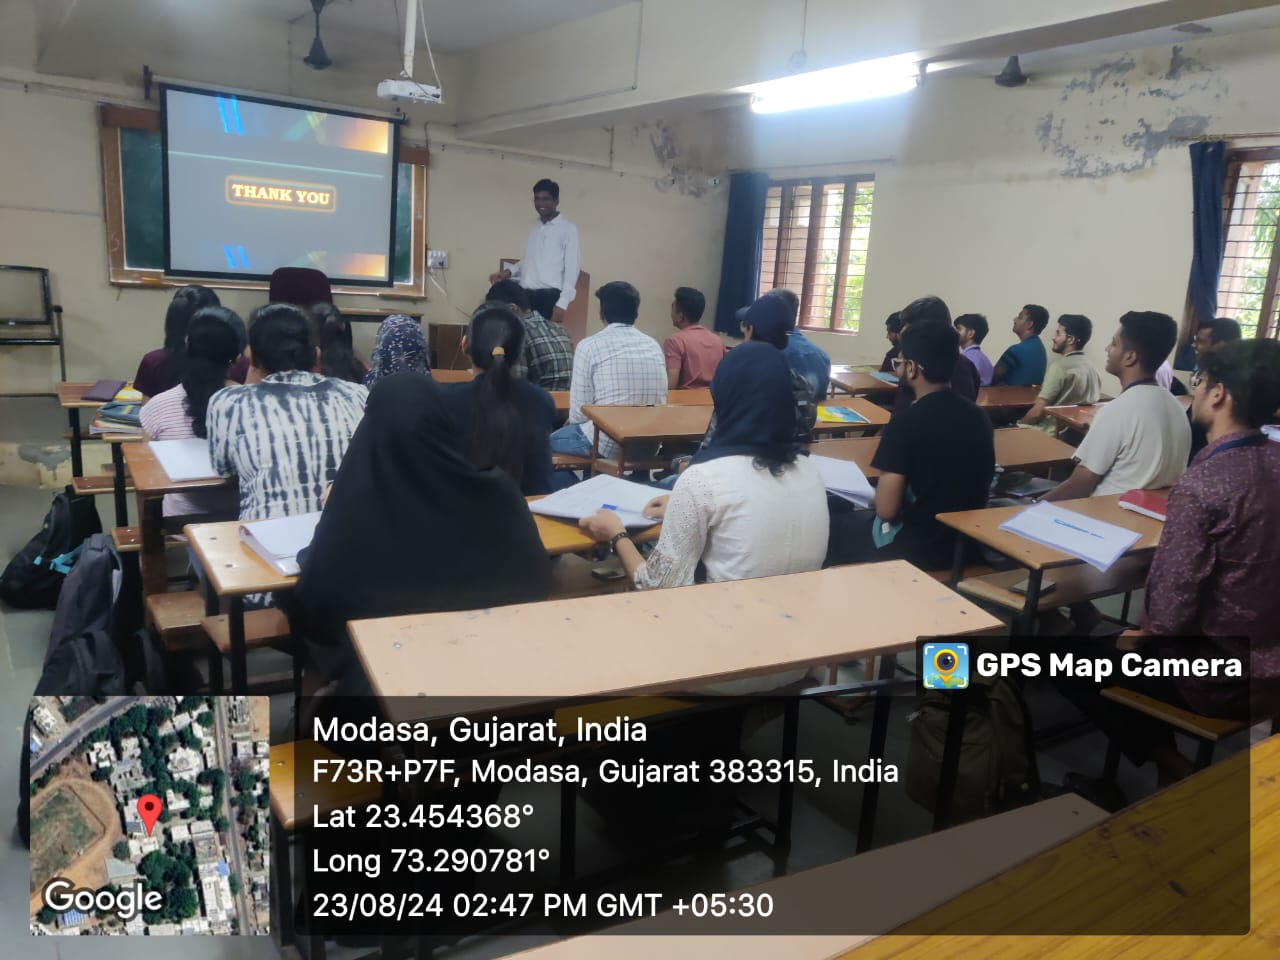 THANK YOU
GPS Map Camera
Modasa, Gujarat, India
F73R+P7F, Modasa, Gujarat 383315, India
Lat 23.454368°
Long 73.290781°
23/08/24 02:47 PM GMT +05:30
Google